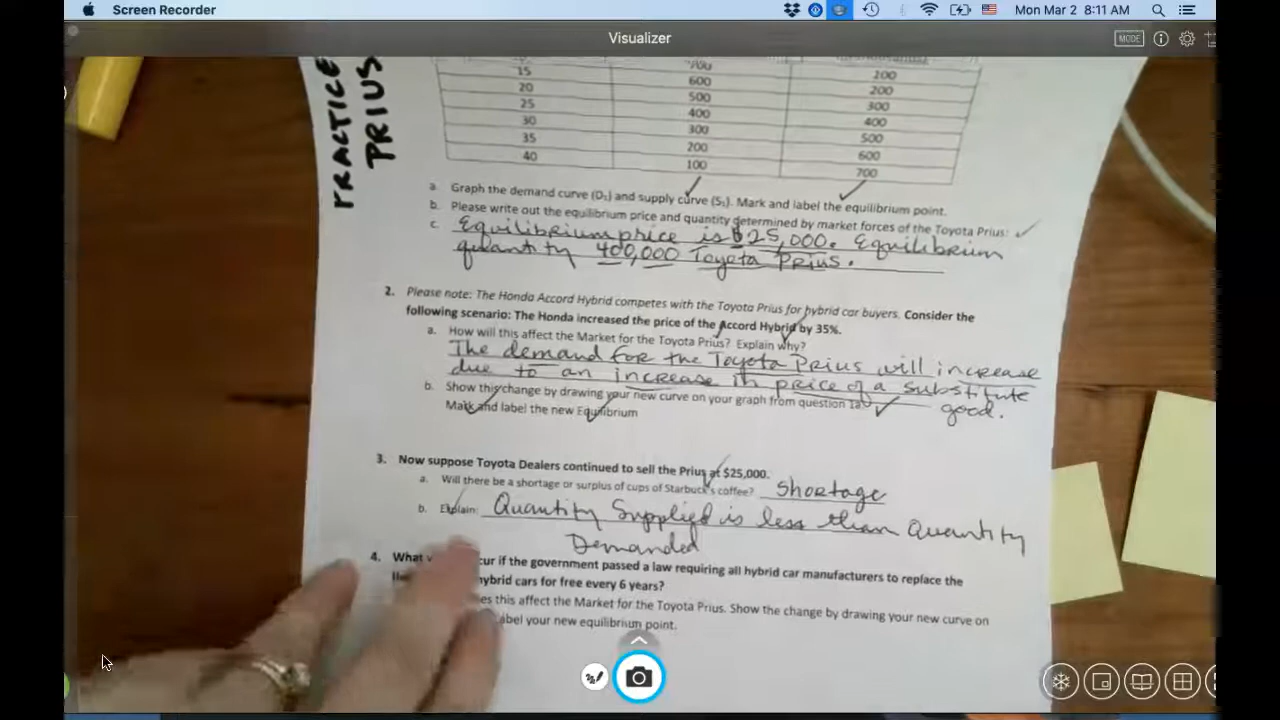 Screen Recorder
Mon Mar 2 8:11 AM
Visualizer
MODE
PRACTICE
PRIUS
15 700 200
20 600 200
25 500 300
30 400 400
35 300 500
40 200 600
100 700
a. Graph the demand curve (D₁) and supply curve (S₁). Mark and label the equilibrium point.
b. Please write out the equilibrium price and quantity determined by market forces of the Toyota Prius:
c. Equilibrium price is $25,000. Equilibrium
quantity 400,000 Toyota Prius.
2. Please note: The Honda Accord Hybrid competes with the Toyota Prius for hybrid car buyers. Consider the
following scenario: The Honda increased the price of the Accord Hybrid by 35%.
a. How will this affect the Market for the Toyota Prius? Explain why?
The demand for the Toyota Prius will increase
due to an increase in price of a substitute
good.
b. Show this change by drawing your new curve on your graph from question 1a
Mark and label the new Equilibrium
3. Now suppose Toyota Dealers continued to sell the Prius at $25,000.
a. Will there be a shortage or surplus of cups of Starbuck's coffee? Shortage
b. Explain: Quantity Supplied is less than Quantity
Demanded
4. What occur if the government passed a law requiring all hybrid car manufacturers to replace the
hybrid cars for free every 6 years?
this affect the Market for the Toyota Prius. Show the change by drawing your new curve on
label your new equilibrium point.